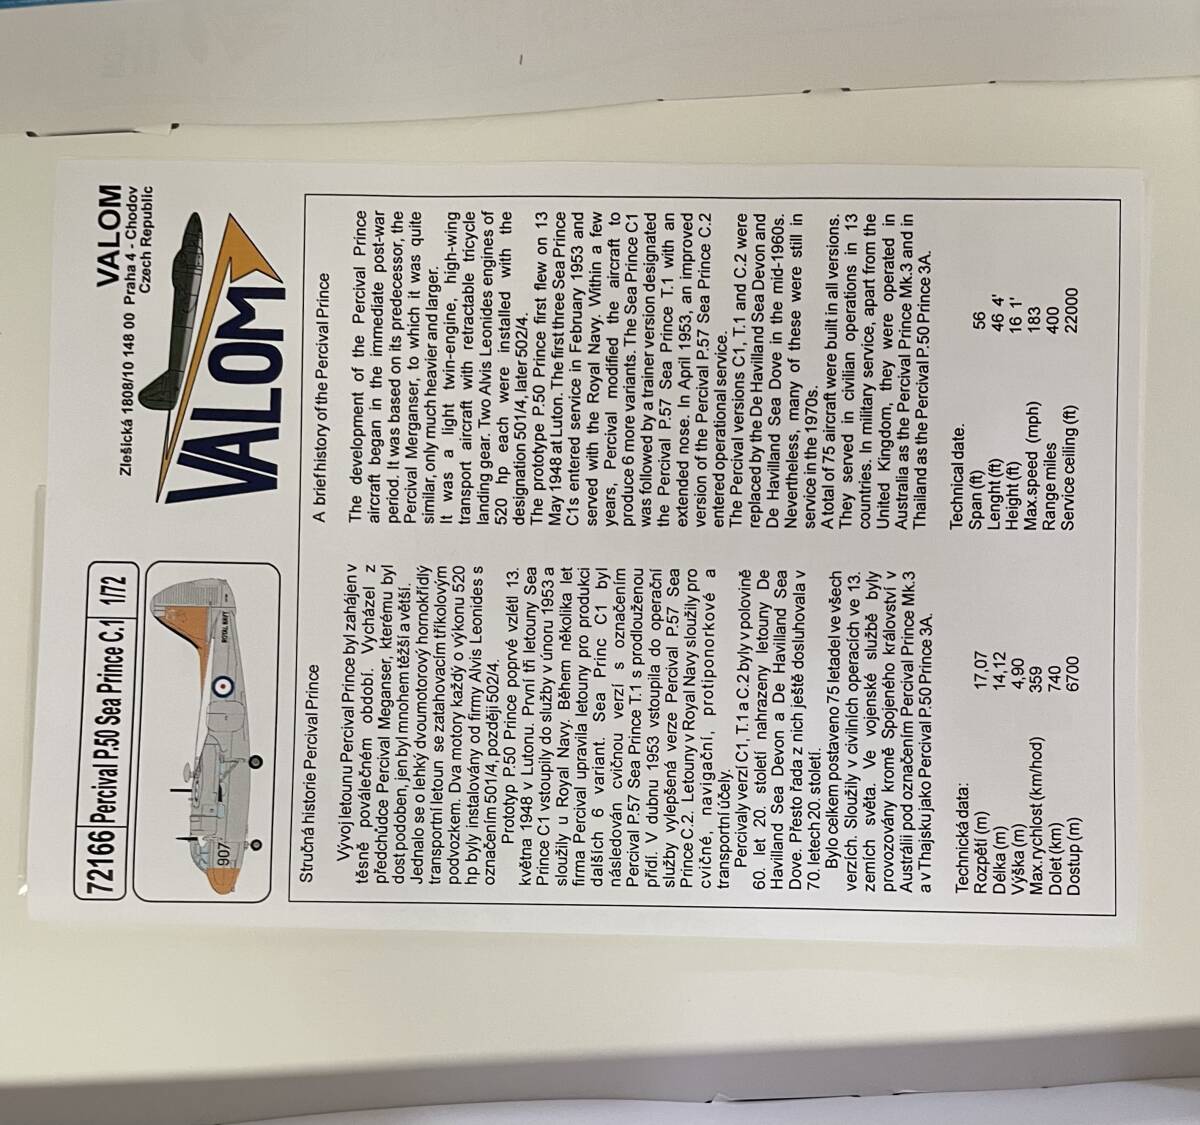 72166 Percival P.50 Sea Prince C.1 1/72
907
ROYAL NAVY
VALOM
Zlešická 1808/10 148 00 Praha 4 - Chodov
Czech Republic
VALOM
Stručná historie Percival Prince
Vývoj letounu Percival Prince byl zahájen v
těsně poválečném období. Vycházel z
předchůdce Percival Meganser, kterému byl
dost podoben, jen byl mnohem těžší a větší.
Jednalo se o lehký dvoumotorový hornokřídlý
transportní letoun se zatahovacím tříkolovým
podvozkem. Dva motory každý o výkonu 520
hp byly instalovány od firmy Alvis Leonides s
označením 501/4, později 502/4.
Prototyp P.50 Prince poprvé vzlétl 13.
května 1948 v Lutonu. První tři letouny Sea
Prince C1 vstoupily do služby v únoru 1953 a
sloužily u Royal Navy. Během několika let
firma Percival upravila letouny pro produkci
dalších 6 variant. Sea Princ C1 byl
následován cvičnou verzí s označením
Percival P.57 Sea Prince T.1 s prodlouženou
přídí. V dubnu 1953 vstoupila do operační
služby vylepšená verze Percival P.57 Sea
Prince C.2. Letouny v Royal Navy sloužily pro
cvičné, navigační, protiponorkové a
transportní účely.
Percivaly verzí C1, T.1 a C.2 byly v polovině
60. let 20. století nahrazeny letouny De
Havilland Sea Devon a De Havilland Sea
Dove. Přesto řada z nich ještě dosluhovala v
70. letech 20. století.
Bylo celkem postaveno 75 letadel ve všech
verzích. Sloužily v civilních operacích ve 13.
zemích světa. Ve vojenské službě byly
provozovány kromě Spojeného království v
Austrálii pod označením Percival Prince Mk.3
a v Thajsku jako Percival P.50 Prince 3A.
Technická data:
Rozpětí (m) 17,07
Délka (m) 14,12
Výška (m) 4,90
Max.rychlost (km/hod) 359
Dolet (km) 740
Dostup (m) 6700
A brief history of the Percival Prince
The development of the Percival Prince
aircraft began in the immediate post-war
period. It was based on its predecessor, the
Percival Merganser, to which it was quite
similar, only much heavier and larger.
It was a light twin-engine, high-wing
transport aircraft with retractable tricycle
landing gear. Two Alvis Leonides engines of
520 hp each were installed with the
designation 501/4, later 502/4.
The prototype P.50 Prince first flew on 13
May 1948 at Luton. The first three Sea Prince
C1s entered service in February 1953 and
served with the Royal Navy. Within a few
years, Percival modified the aircraft to
produce 6 more variants. The Sea Prince C1
was followed by a trainer version designated
the Percival P.57 Sea Prince T.1 with an
extended nose. In April 1953, an improved
version of the Percival P.57 Sea Prince C.2
entered operational service.
The Percival versions C1, T.1 and C.2 were
replaced by the De Havilland Sea Devon and
De Havilland Sea Dove in the mid-1960s.
Nevertheless, many of these were still in
service in the 1970s.
A total of 75 aircraft were built in all versions.
They served in civilian operations in 13
countries. In military service, apart from the
United Kingdom, they were operated in
Australia as the Percival Prince Mk.3 and in
Thailand as the Percival P.50 Prince 3A.
Technical date.
Span (ft) 56
Lenght (ft) 46 4'
Height (ft) 16 1'
Max.speed (mph) 183
Range miles 400
Service ceiling (ft) 22000